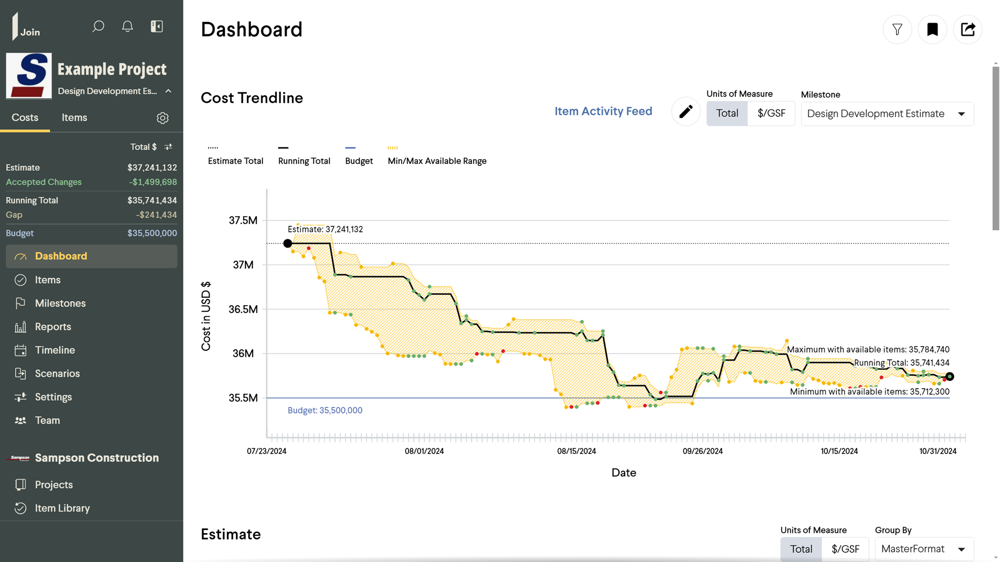 Join
Example Project
Design Development Es...
Costs Items
Total $
Estimate $37,241,132
Accepted Changes -$1,499,698
Running Total $35,741,434
Gap -$241,434
Budget $35,500,000
Dashboard
Items
Milestones
Reports
Timeline
Scenarios
Settings
Team
Sampson Sampson Construction
Projects
Item Library
Dashboard
Cost Trendline
Item Activity Feed
Units of Measure
Total $/GSF
Milestone
Design Development Estimate
Estimate Total Running Total Budget Min/Max Available Range
Cost in USD $
37.5M
37M
36.5M
36M
35.5M
Estimate: 37,241,132
Maximum with available items: 35,784,740
Running Total: 35,741,434
Minimum with available items: 35,712,300
Budget: 35,500,000
07/23/2024 08/01/2024 08/15/2024 09/26/2024 10/15/2024 10/31/2024
Date
Estimate
Units of Measure
Total $/GSF
Group By
MasterFormat